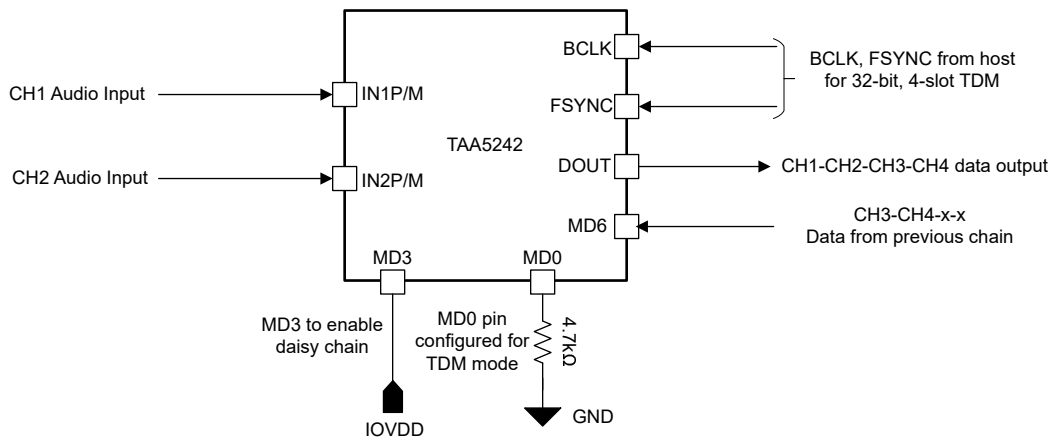 BCLK
BCLK, FSYNC from host
for 32-bit, 4-slot TDM
CH1 Audio Input
IN1P/M
FSYNC
TAA5242
CH2 Audio Input
IN2P/M
DOUT
CH1-CH2-CH3-CH4 data output
MD6
CH3-CH4-x-x
Data from previous chain
MD3
MD0
MD3 to enable
daisy chain
MD0 pin
configured for
TDM mode
4.7kΩ
IOVDD
GND